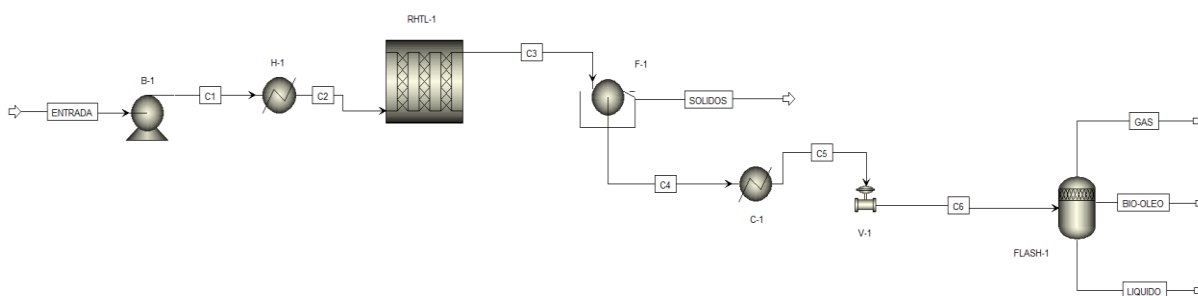 RHTL-1
C3
F-1
H-1
B-1
C1
C2
SOLIDOS
ENTRADA
GAS
C5
C4
C6
BIO-OLEO
C-1
V-1
FLASH-1
LIQUIDO